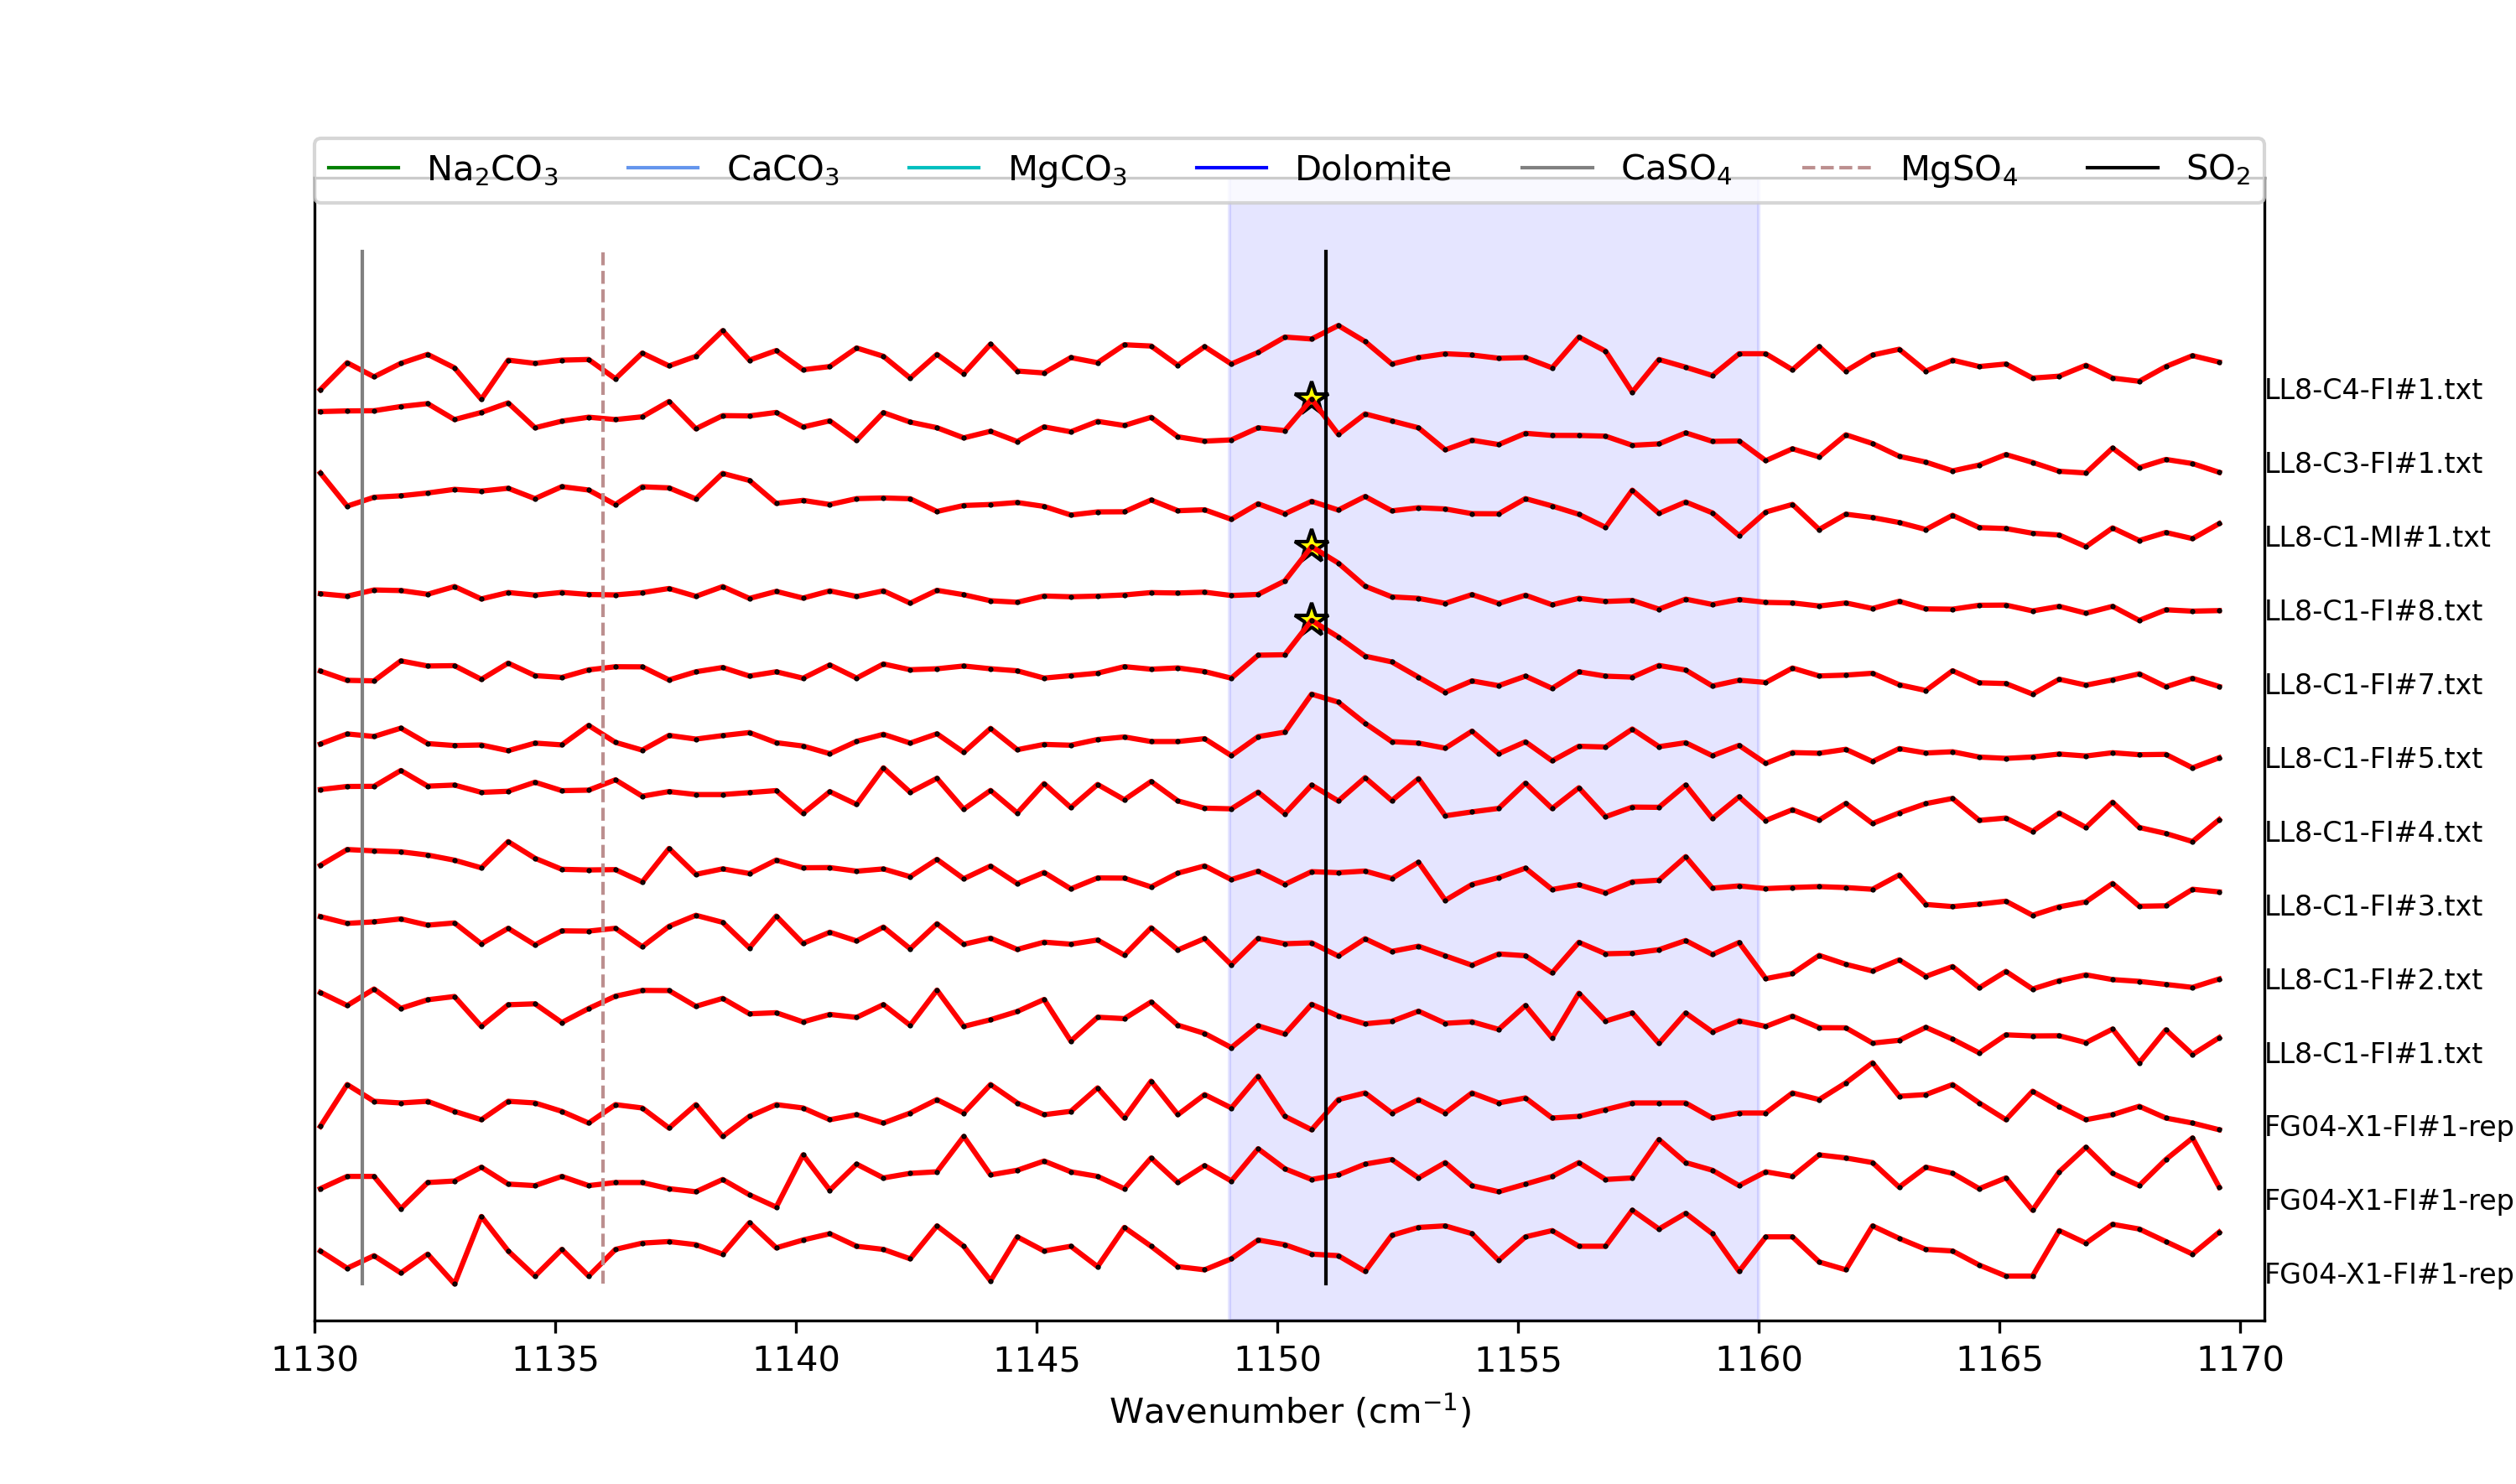 Na₂CO₃ CaCO₃ MgCO₃ Dolomite CaSO₄ MgSO₄ SO₂
LL8-C4-FI#1.txt
LL8-C3-FI#1.txt
LL8-C1-MI#1.txt
LL8-C1-FI#8.txt
LL8-C1-FI#7.txt
LL8-C1-FI#5.txt
LL8-C1-FI#4.txt
LL8-C1-FI#3.txt
LL8-C1-FI#2.txt
LL8-C1-FI#1.txt
FG04-X1-FI#1-rep
FG04-X1-FI#1-rep
FG04-X1-FI#1-rep
1130 1135 1140 1145 1150 1155 1160 1165 1170
Wavenumber (cm⁻¹)